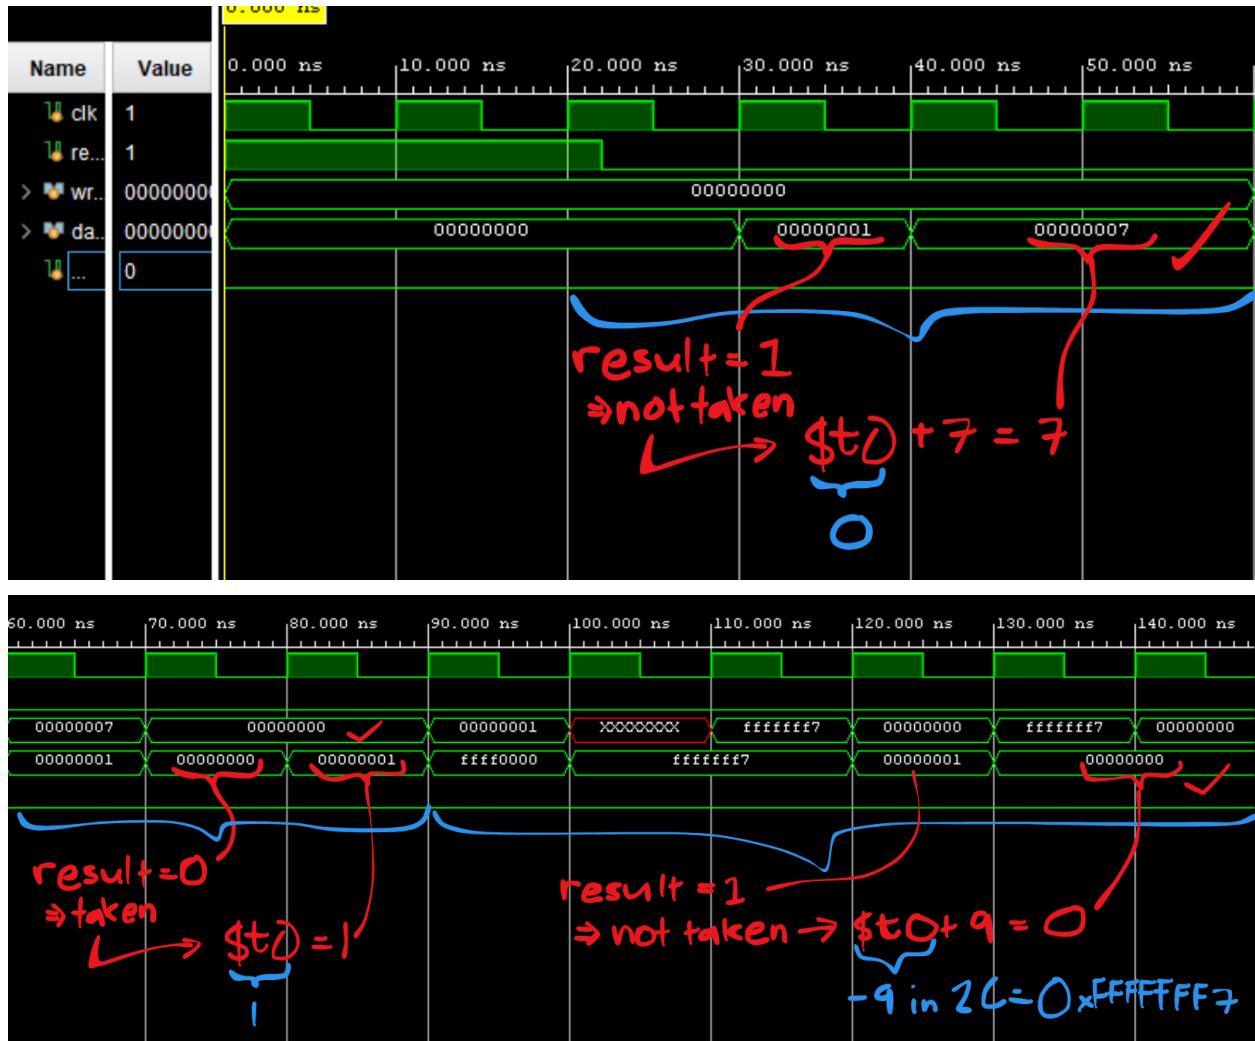 0.000 ns
Name Value 0.000 ns 10.000 ns 20.000 ns 30.000 ns 40.000 ns 50.000 ns
clk 1
re... 1
wr... 00000000 00000000
da... 00000000 00000000 00000001 00000007
... 0
result=1
⇒not taken
$t0+7=7
0
60.000 ns 70.000 ns 80.000 ns 90.000 ns 100.000 ns 110.000 ns 120.000 ns 130.000 ns 140.000 ns
00000007 00000000 00000001 XXXXXXXX fffffff7 00000000 fffffff7 00000000
00000001 00000000 00000001 ffff0000 fffffff7 00000001 00000000
result=0
⇒taken
$t0=1
1
result=1
⇒ not taken → $t0+9=0
-9 in 2C=0xFFFFFFF7